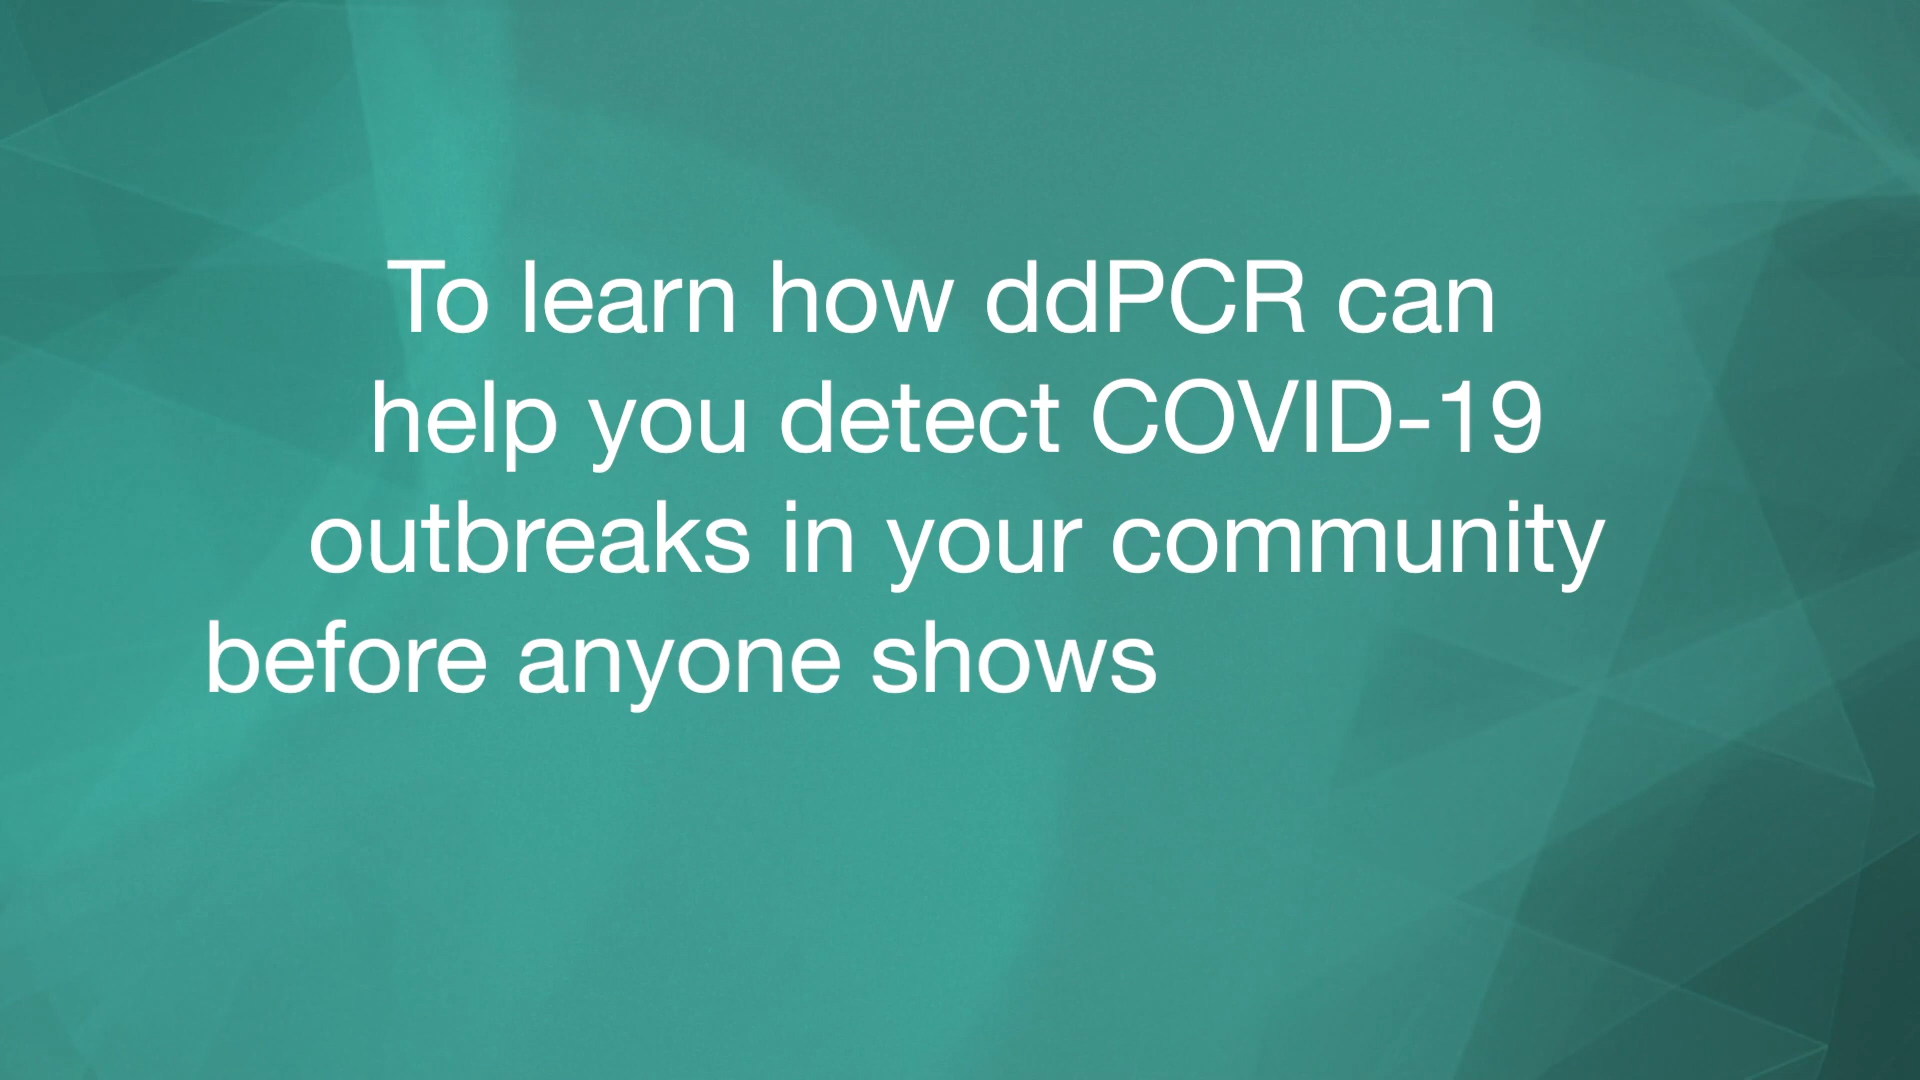 To learn how ddPCR can
help you detect COVID-19
outbreaks in your community
before anyone shows